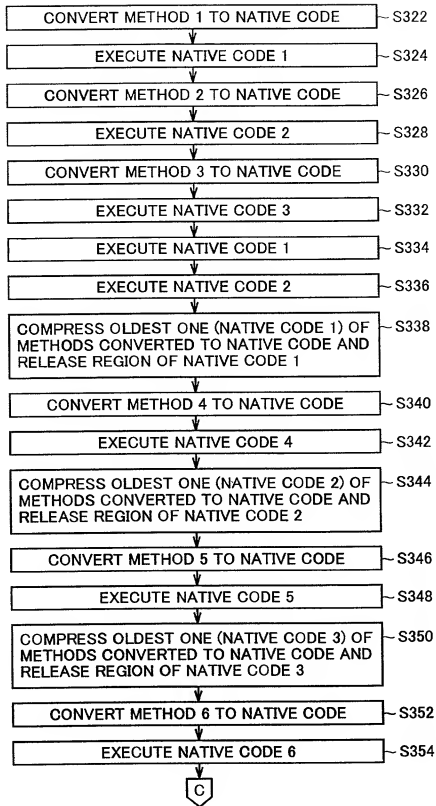 CONVERT METHOD 1 TO NATIVE CODE ~S322
EXECUTE NATIVE CODE 1 ~S324
CONVERT METHOD 2 TO NATIVE CODE ~S326
EXECUTE NATIVE CODE 2 ~S328
CONVERT METHOD 3 TO NATIVE CODE ~S330
EXECUTE NATIVE CODE 3 ~S332
EXECUTE NATIVE CODE 1 ~S334
EXECUTE NATIVE CODE 2 ~S336
COMPRESS OLDEST ONE (NATIVE CODE 1) OF ~S338
METHODS CONVERTED TO NATIVE CODE AND
RELEASE REGION OF NATIVE CODE 1
CONVERT METHOD 4 TO NATIVE CODE ~S340
EXECUTE NATIVE CODE 4 ~S342
COMPRESS OLDEST ONE (NATIVE CODE 2) OF ~S344
METHODS CONVERTED TO NATIVE CODE AND
RELEASE REGION OF NATIVE CODE 2
CONVERT METHOD 5 TO NATIVE CODE ~S346
EXECUTE NATIVE CODE 5 ~S348
COMPRESS OLDEST ONE (NATIVE CODE 3) OF ~S350
METHODS CONVERTED TO NATIVE CODE AND
RELEASE REGION OF NATIVE CODE 3
CONVERT METHOD 6 TO NATIVE CODE ~S352
EXECUTE NATIVE CODE 6 ~S354
C